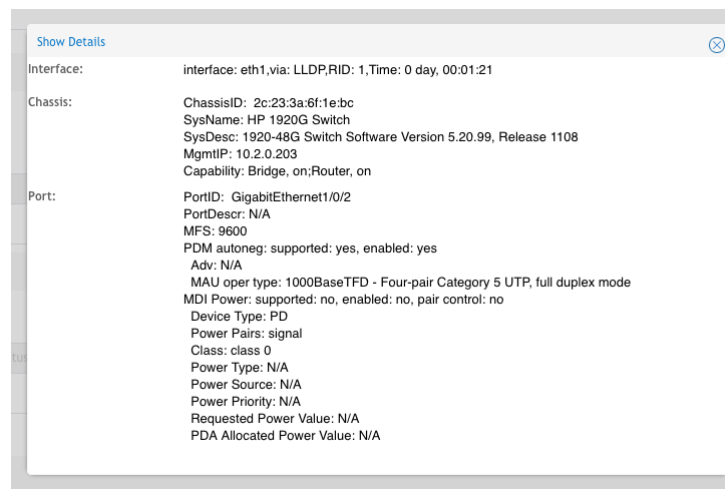 Show Details
Interface: interface: eth1,via: LLDP,RID: 1,Time: 0 day, 00:01:21
Chassis: ChassisID:  2c:23:3a:6f:1e:bc
SysName: HP 1920G Switch
SysDesc: 1920-48G Switch Software Version 5.20.99, Release 1108
MgmtIP: 10.2.0.203
Capability: Bridge, on;Router, on
Port: PortID:  GigabitEthernet1/0/2
PortDescr: N/A
MFS: 9600
PDM autoneg: supported: yes, enabled: yes
Adv: N/A
MAU oper type: 1000BaseTFD - Four-pair Category 5 UTP, full duplex mode
MDI Power: supported: no, enabled: no, pair control: no
Device Type: PD
Power Pairs: signal
Class: class 0
Power Type: N/A
Power Source: N/A
Power Priority: N/A
Requested Power Value: N/A
PDA Allocated Power Value: N/A